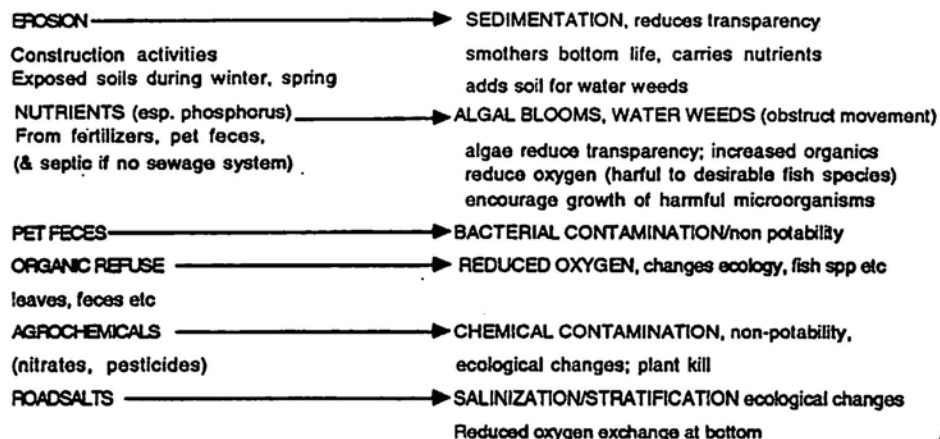 EROSION SEDIMENTATION, reduces transparency
Construction activities smothers bottom life, carries nutrients
Exposed soils during winter, spring
adds soil for water weeds
NUTRIENTS (esp. phosphorus) ALGAL BLOOMS, WATER WEEDS (obstruct movement)
From fertilizers, pet feces,
(& septic if no sewage system) algae reduce transparency; increased organics
reduce oxygen (harful to desirable fish species)
encourage growth of harmful microorganisms
PET FECES BACTERIAL CONTAMINATION/non potability
ORGANIC REFUSE REDUCED OXYGEN, changes ecology, fish spp etc
leaves, feces etc
AGROCHEMICALS CHEMICAL CONTAMINATION, non-potability,
(nitrates, pesticides) ecological changes; plant kill
ROADSALTS SALINIZATION/STRATIFICATION ecological changes
Reduced oxygen exchange at bottom